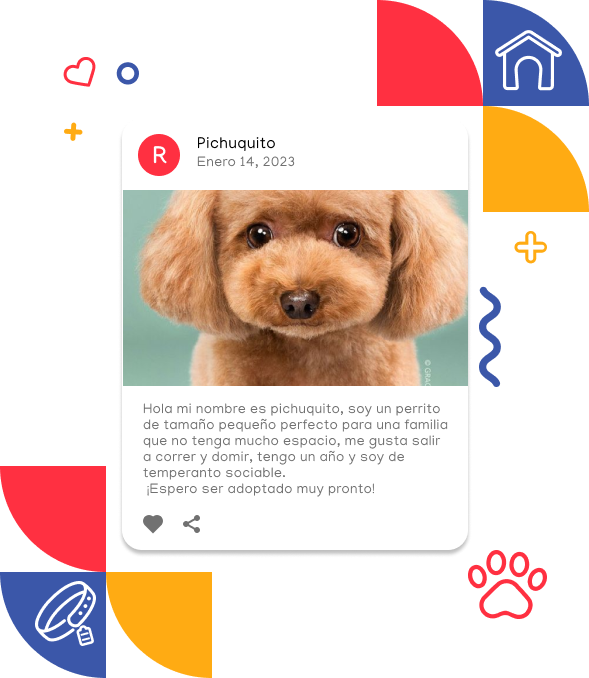 R
Pichuquito
Enero 14, 2023
© GRAC
Hola mi nombre es pichuquito, soy un perrito
de tamaño pequeño perfecto para una familia
que no tenga mucho espacio, me gusta salir
a correr y domir, tengo un año y soy de
temperanto sociable.
¡Espero ser adoptado muy pronto!